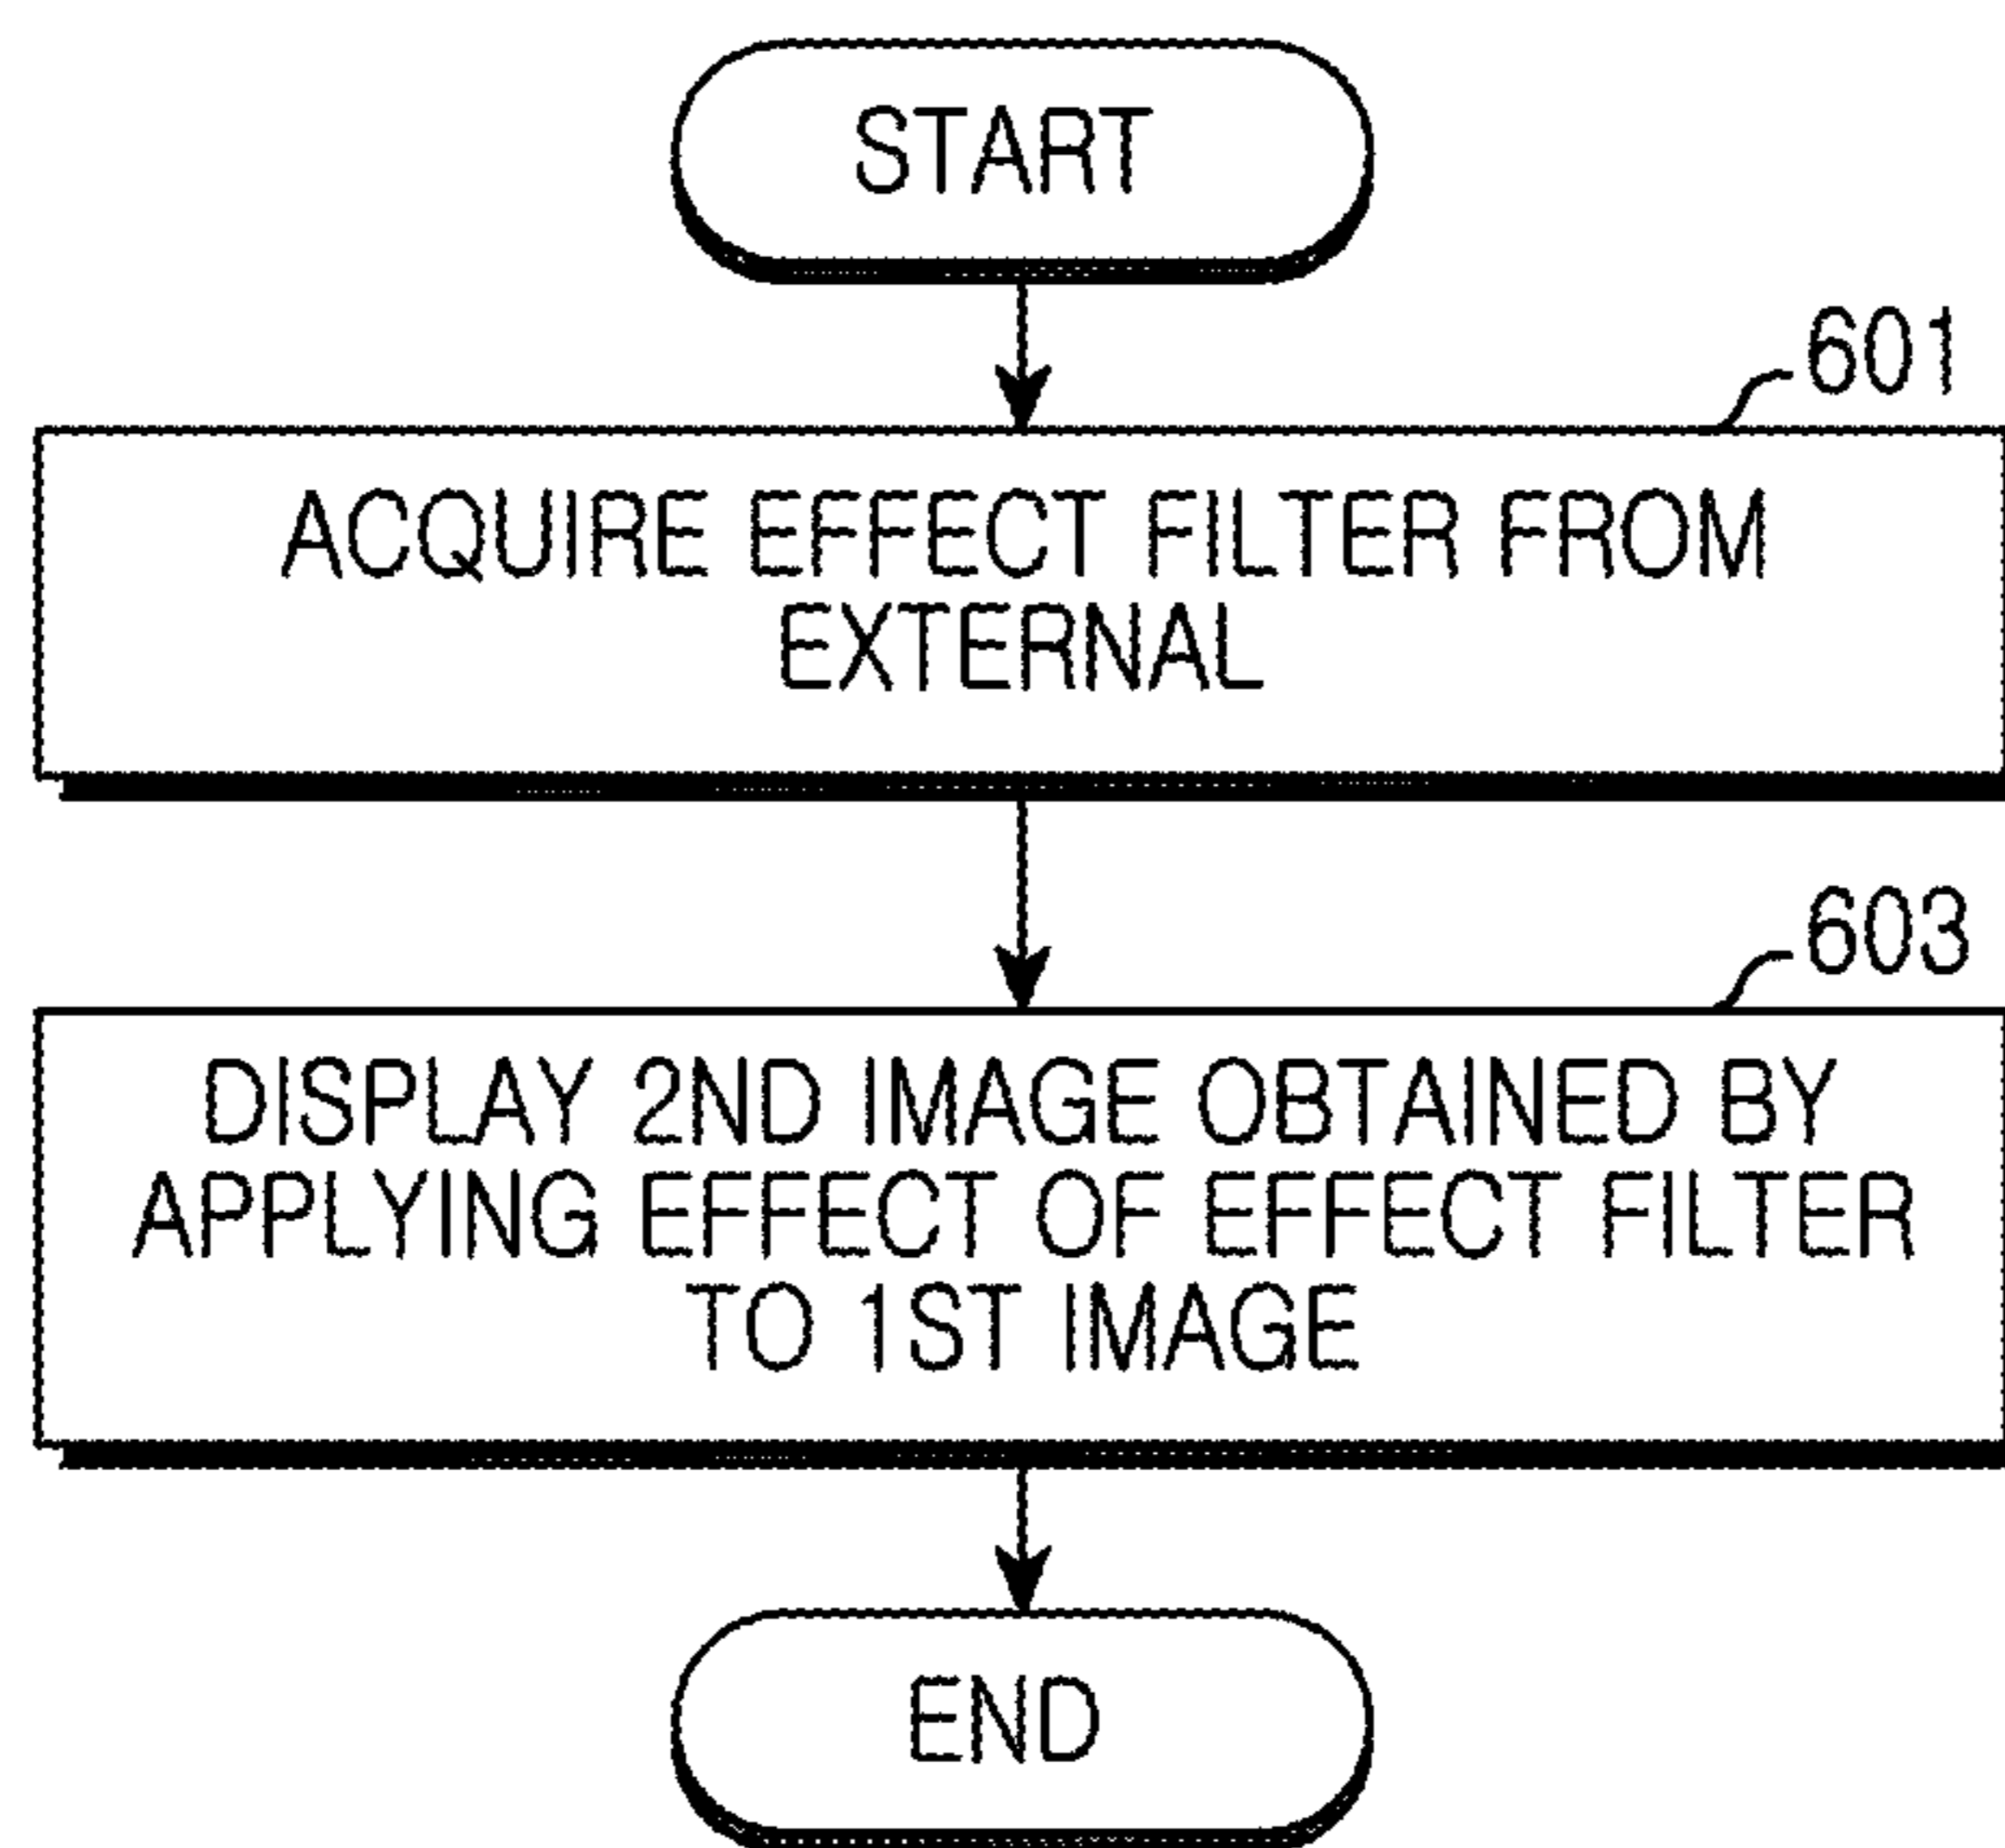 START
601
ACQUIRE EFFECT FILTER FROM
EXTERNAL
603
DISPLAY 2ND IMAGE OBTAINED BY
APPLYING EFFECT OF EFFECT FILTER
TO 1ST IMAGE
END